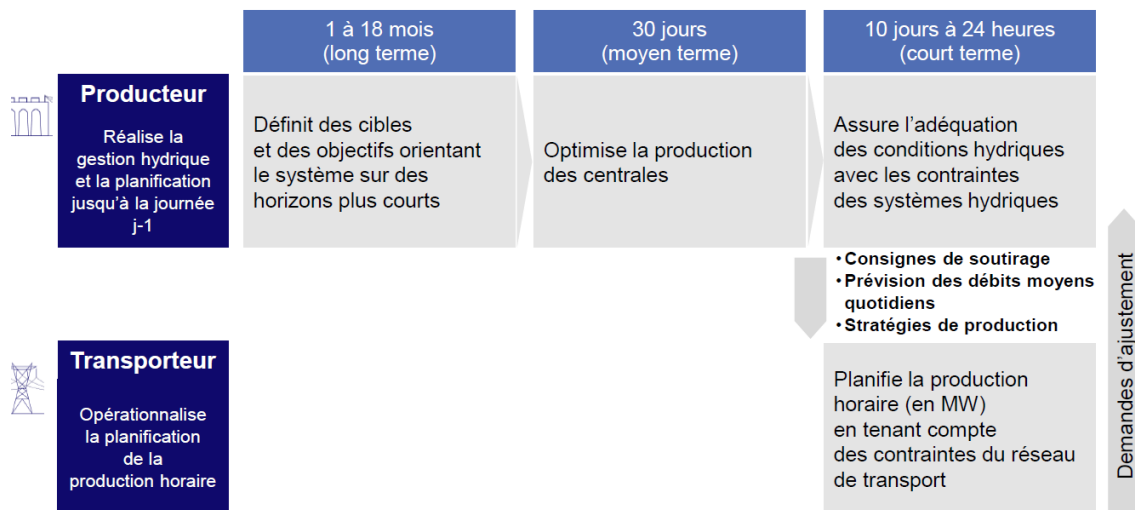 1 à 18 mois
(long terme)
30 jours
(moyen terme)
10 jours à 24 heures
(court terme)
Producteur
Réalise la
gestion hydrique
et la planification
jusqu’à la journée
j-1
Définit des cibles
et des objectifs orientant
le système sur des
horizons plus courts
Optimise la production
des centrales
Assure l’adéquation
des conditions hydriques
avec les contraintes
des systèmes hydriques
• Consignes de soutirage
• Prévision des débits moyens
quotidiens
• Stratégies de production
Demandes d’ajustement
Transporteur
Opérationnalise
la planification
de la
production horaire
Planifie la production
horaire (en MW)
en tenant compte
des contraintes du réseau
de transport